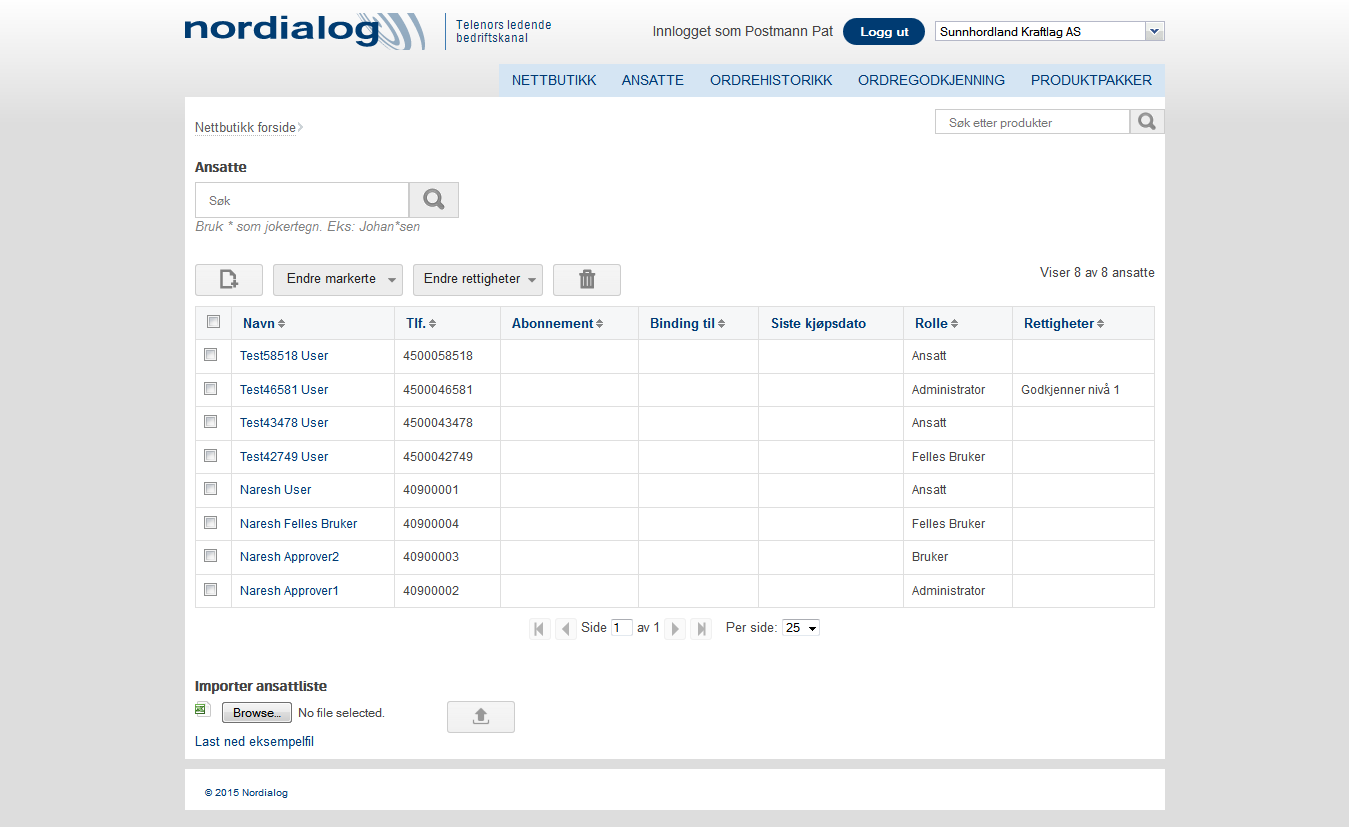 nordialog
Telenors ledende
bedriftskanal
Innlogget som Postmann Pat
Logg ut
Sunnhordland Kraftlag AS
NETTBUTIKK ANSATTE ORDREHISTORIKK ORDREGODKJENNING PRODUKTPAKKER
Nettbutikk forside
Søk etter produkter
Ansatte
Søk
Bruk * som jokertegn. Eks: Johan*sen
Endre markerte Endre rettigheter
Viser 8 av 8 ansatte
Navn Tlf. Abonnement Binding til Siste kjøpsdato Rolle Rettigheter
Test58518 User 4500058518 Ansatt
Test46581 User 4500046581 Administrator Godkjenner nivå 1
Test43478 User 4500043478 Ansatt
Test42749 User 4500042749 Felles Bruker
Naresh User 40900001 Ansatt
Naresh Felles Bruker 40900004 Felles Bruker
Naresh Approver2 40900003 Bruker
Naresh Approver1 40900002 Administrator
Side 1 av 1 Per side: 25
Importer ansattliste
Browse... No file selected.
Last ned eksempelfil
© 2015 Nordialog